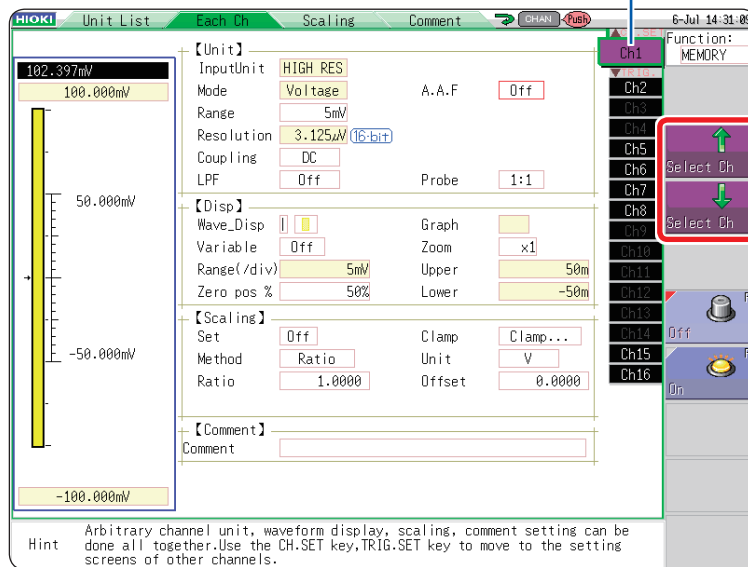 HIOKI Unit List Each Ch Scaling Comment CHAN Push 6-Jul 14:31:09
Function:
MEMORY
102.397mV
100.000mV
50.000mV
-50.000mV
-100.000mV
【Unit】
InputUnit HIGH RES
Mode Voltage A.A.F Off
Range 5mV
Resolution 3.125μV 16-bit
Coupling DC
LPF Off Probe 1:1
【Disp】
Wave_Disp Graph
Variable Off Zoom ×1
Range(/div) 5mV Upper 50m
Zero pos % 50% Lower -50m
【Scaling】
Set Off Clamp Clamp...
Method Ratio Unit V
Ratio 1.0000 Offset 0.0000
【Comment】
Comment
Ch1
Ch2
Ch3
Ch4
Ch5
Ch6
Ch7
Ch8
Ch9
Ch10
Ch11
Ch12
Ch13
Ch14
Ch15
Ch16
Select Ch
Select Ch
Off
On
Hint Arbitrary channel unit, waveform display, scaling, comment setting can be
done all together.Use the CH.SET key,TRIG.SET key to move to the setting
screens of other channels.